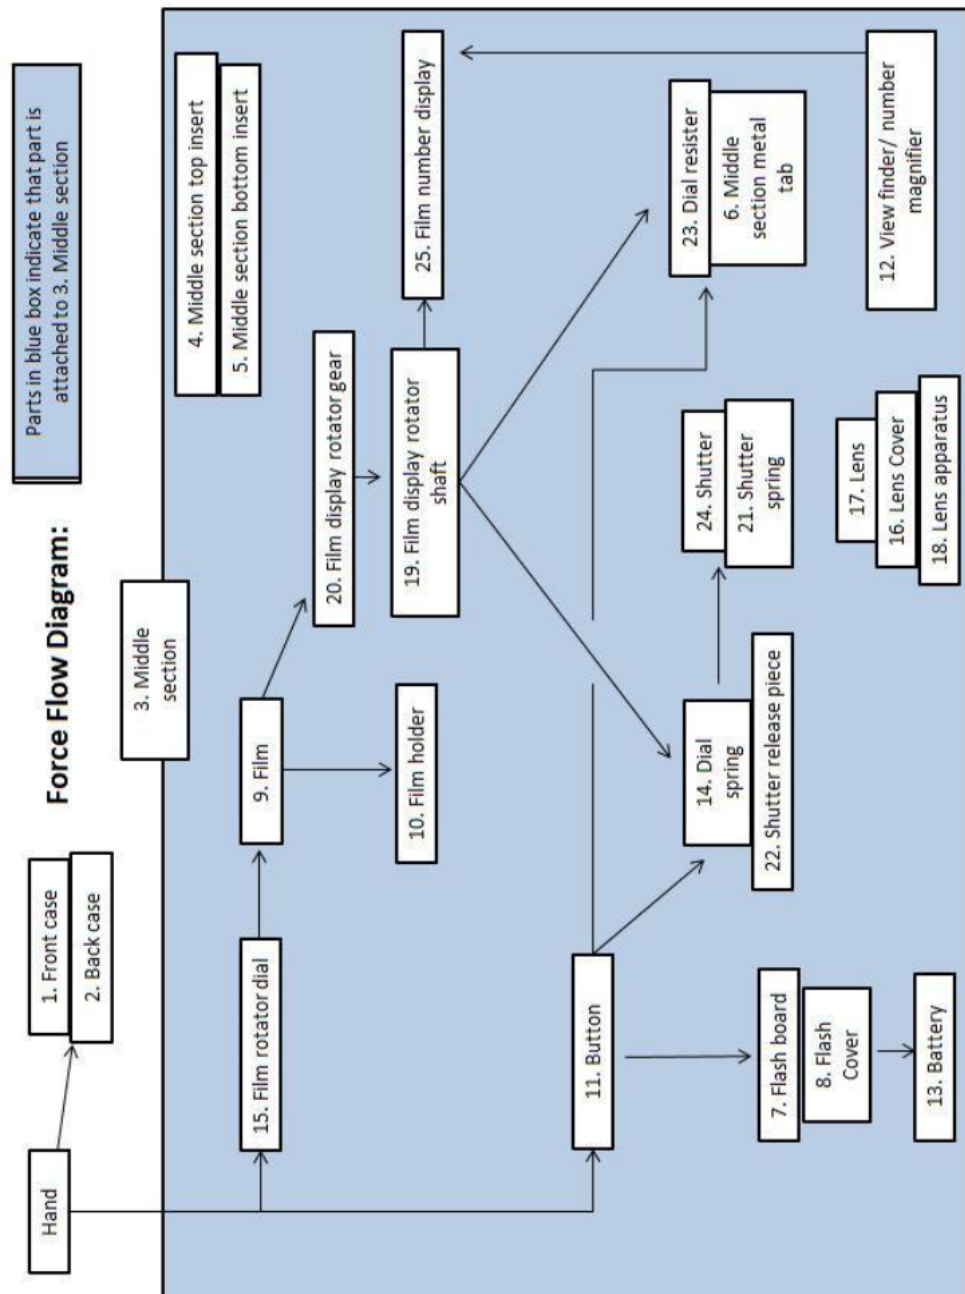 Force Flow Diagram:
Parts in blue box indicate that part is
attached to 3. Middle section
Hand
1. Front case
2. Back case
3. Middle
section
4. Middle section top insert
5. Middle section bottom insert
15. Film rotator dial
9. Film
10. Film holder
20. Film display rotator gear
19. Film display rotator
shaft
25. Film number display
11. Button
14. Dial
spring
22. Shutter release piece
24. Shutter
21. Shutter
spring
23. Dial resister
6. Middle
section metal
tab
7. Flash board
8. Flash
Cover
13. Battery
17. Lens
16. Lens Cover
18. Lens apparatus
12. View finder/ number
magnifier